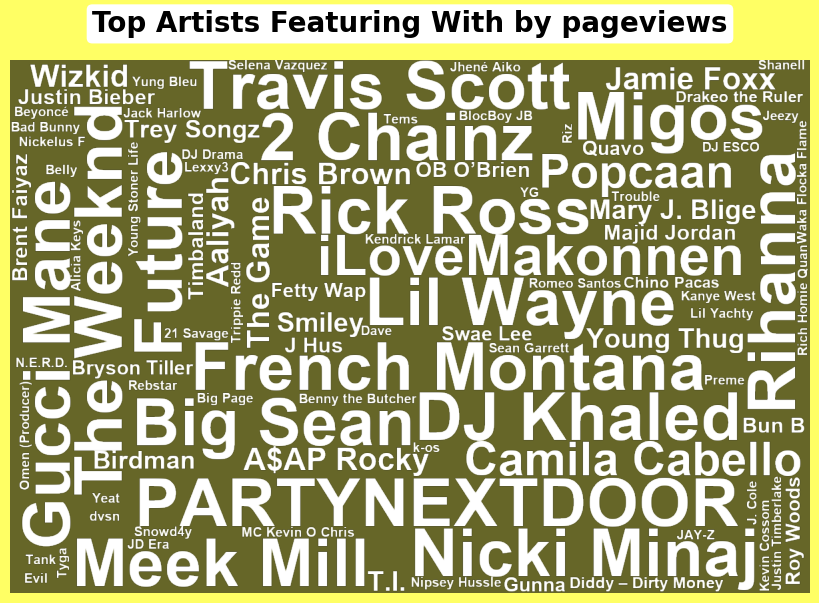 Top Artists Featuring With by pageviews
Selena Vazquez
Jhené Aiko
Shanell
Wizkid
Yung Bleu
Travis Scott
Jamie Foxx
Justin Bieber
Drakeo the Ruler
Beyoncé
Jack Harlow
Tems
BlocBoy JB
Migos
Jeezy
Bad Bunny
Trey Songz
2 Chainz
Riz
Nickelus F
Quavo
DJ ESCO
DJ Drama
Lexxy3
Chris Brown
OB O’Brien
Popcaan
Belly
Brent Faiyaz
Gucci Mane
The Weeknd
Alicia Keys
Young Stoner Life
Future
Timbaland
Aaliyah
Trippie Redd
The Game
Rick Ross
YG
Trouble
Mary J. Blige
Majid Jordan
Rihanna
Rich Homie Quan
Waka Flocka Flame
Kendrick Lamar
iLoveMakonnen
Fetty Wap
Lil Wayne
Romeo Santos
Chino Pacas
Kanye West
Lil Yachty
Smiley
Dave
21 Savage
Swae Lee
Young Thug
J Hus
Sean Garrett
N.E.R.D.
Bryson Tiller
French Montana
Preme
Rebstar
Omen (Producer)
Big Page
Benny the Butcher
Big Sean
DJ Khaled
Bun B
k-os
Birdman
A$AP Rocky
Camila Cabello
Yeat
dvsn
PARTYNEXTDOOR
J. Cole
Kevin Cossom
Justin Timberlake
Roy Woods
Snowd4y
MC Kevin O Chris
JAY-Z
JD Era
Tank
Evil
Tyga
Meek Mill
Nicki Minaj
T.I.
Nipsey Hussle
Gunna
Diddy – Dirty Money